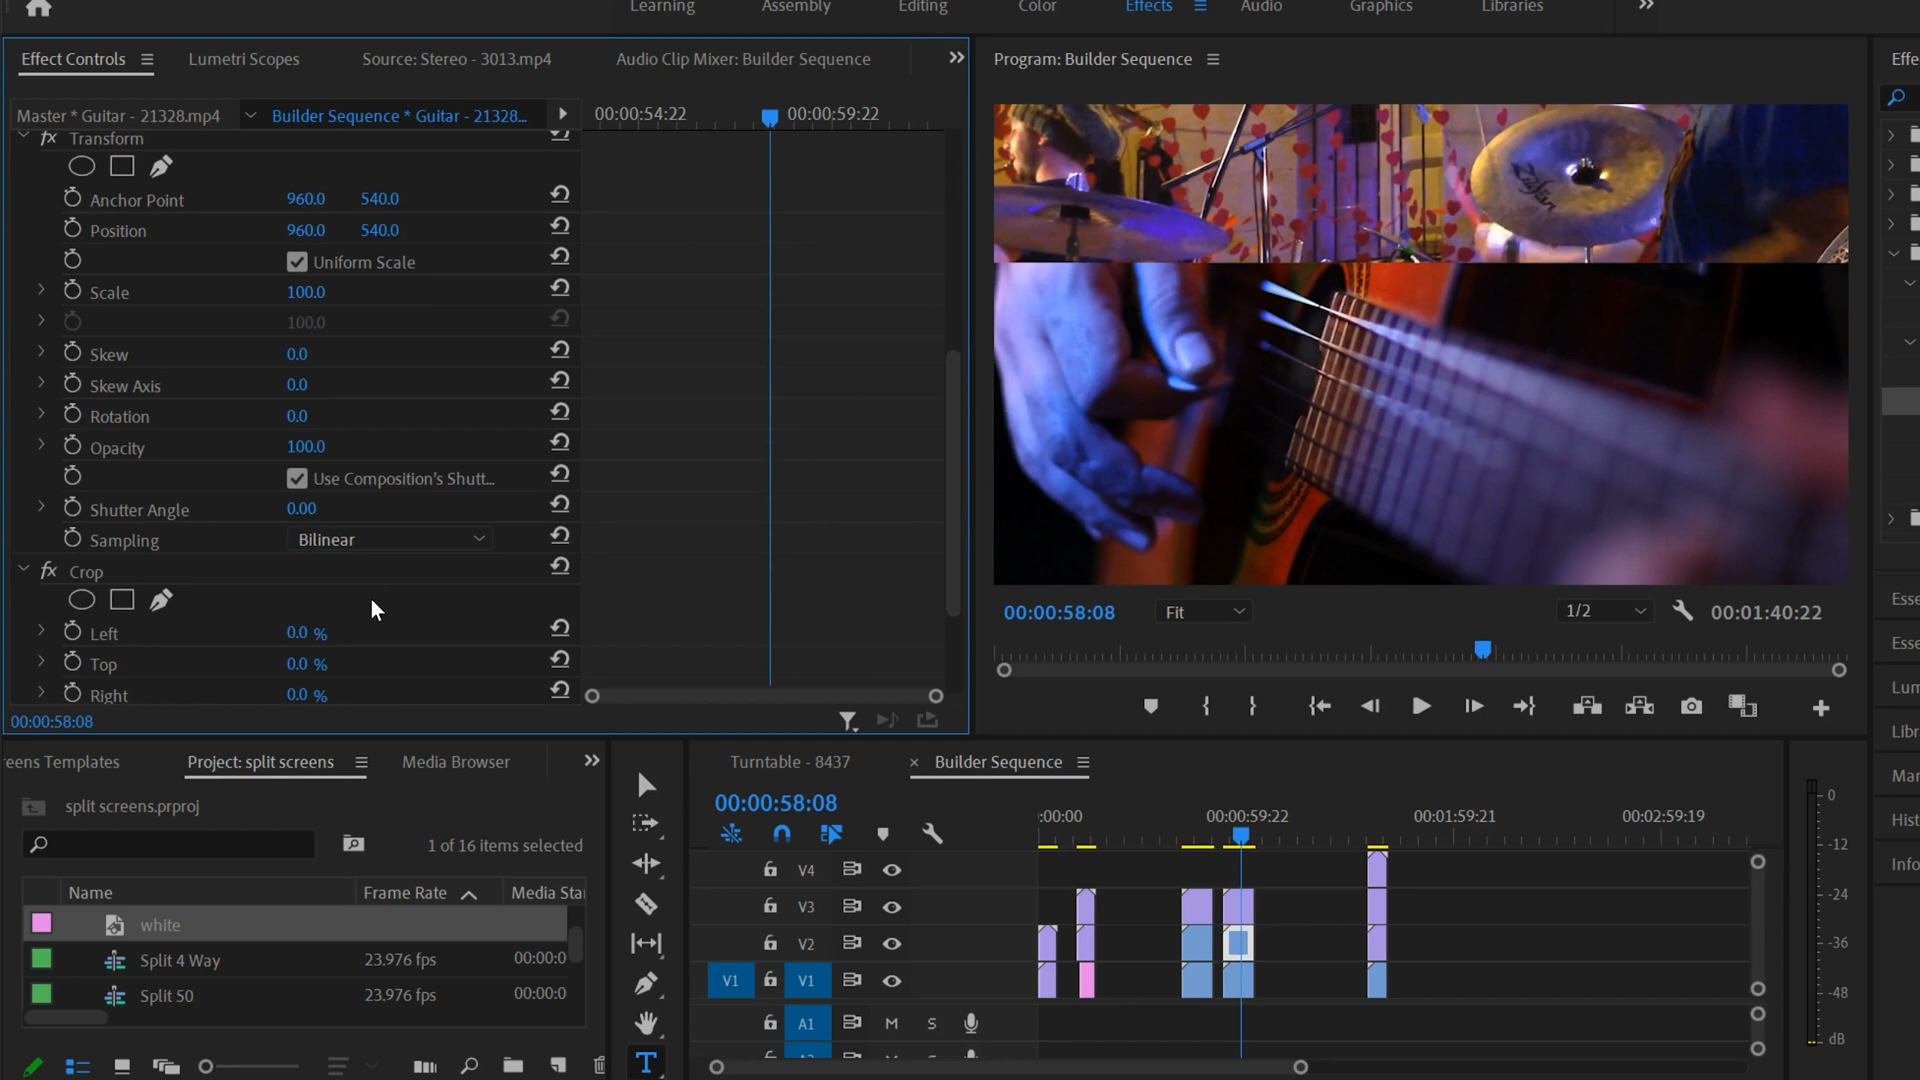 Learning Assembly Editing Color Effects Audio Graphics Libraries
Effect Controls Lumetri Scopes Source: Stereo - 3013.mp4 Audio Clip Mixer: Builder Sequence
Program: Builder Sequence
Effe
Master * Guitar - 21328.mp4 Builder Sequence * Guitar - 21328... 00:00:54:22 00:00:59:22
fx Transform
Anchor Point 960.0 540.0
Position 960.0 540.0
Uniform Scale
Scale 100.0
100.0
Skew 0.0
Skew Axis 0.0
Rotation 0.0
Opacity 100.0
Use Composition's Shutt...
Shutter Angle 0.00
Sampling Bilinear
fx Crop
Left 0.0 %
Top 0.0 %
Right 0.0 %
00:00:58:08
Zildjian
00:00:58:08 Fit 1/2 00:01:40:22
Esse
Esse
Lum
Libra
Mar
Hist
Info
reens Templates Project: split screens Media Browser
split screens.prproj
1 of 16 items selected
Name Frame Rate Media Sta
white
Split 4 Way 23.976 fps 00:00:0
Split 50 23.976 fps 00:00:0
T
Turntable - 8437 × Builder Sequence
00:00:58:08
:00:00 00:00:59:22 00:01:59:21 00:02:59:19
V4
V3
V2
V1 V1
A1 M S
0
-12
-24
-36
-48
dB